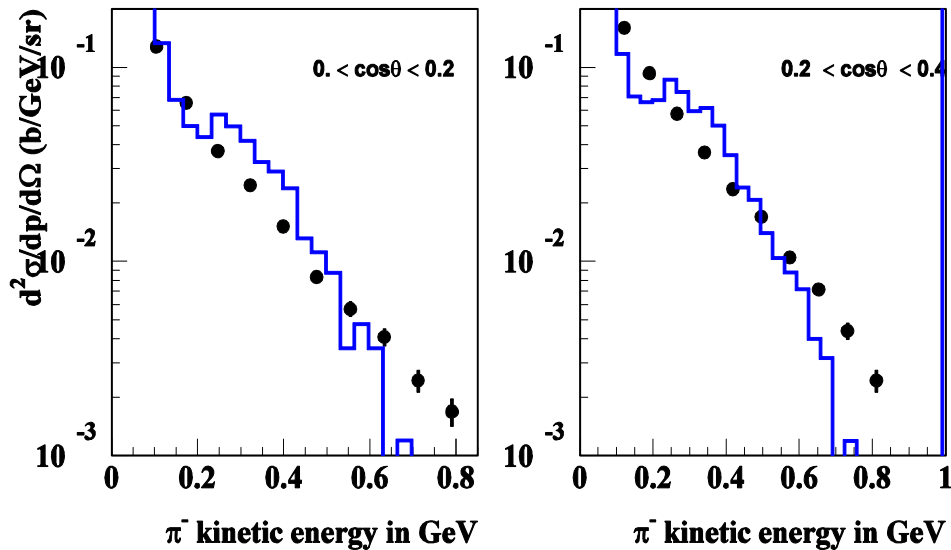 d²σ/dp/dΩ (b/GeV/sr)
10⁻¹
10⁻²
10⁻³
0. < cosθ < 0.2
0 0.2 0.4 0.6 0.8
π⁻ kinetic energy in GeV
10⁻¹
10⁻²
10⁻³
0.2 < cosθ < 0.4
0 0.2 0.4 0.6 0.8 1
π⁻ kinetic energy in GeV